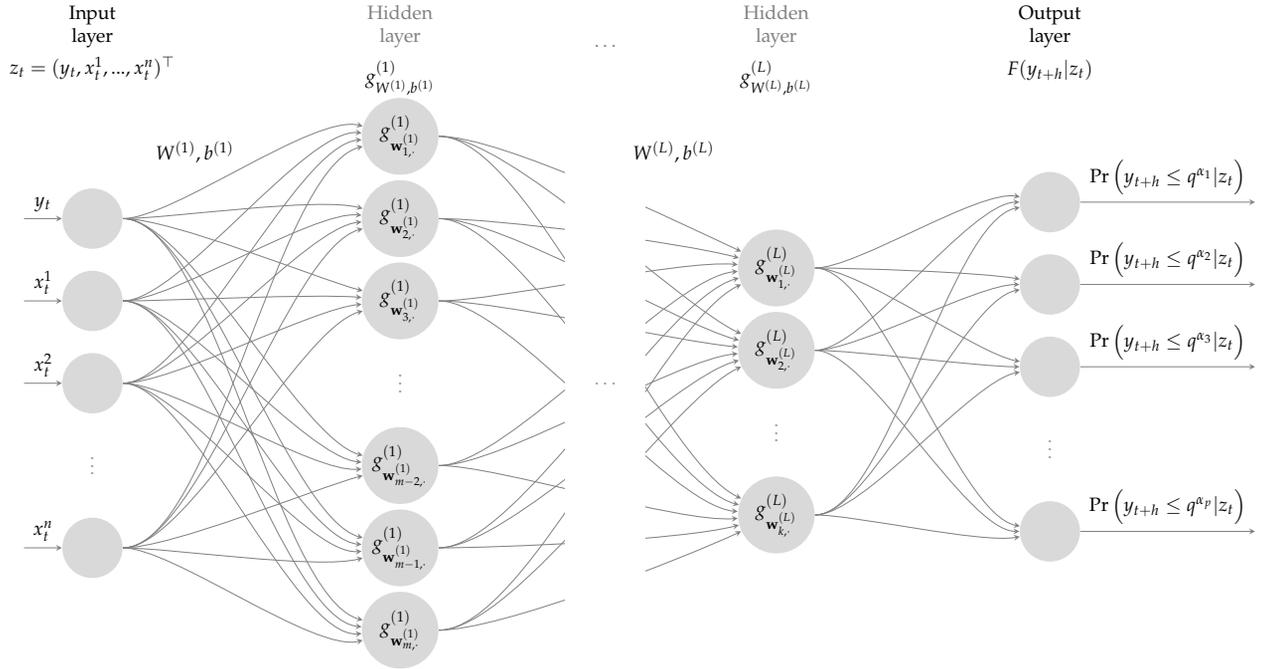 Input
layer
z_t = (y_t, x_t^1, ..., x_t^n)^⊤
Hidden
layer
g^{(1)}_{W^{(1)}, b^{(1)}}
...
Hidden
layer
g^{(L)}_{W^{(L)}, b^{(L)}}
Output
layer
F(y_{t+h}|z_t)
W^{(1)}, b^{(1)}
W^{(L)}, b^{(L)}
y_t
x_t^1
x_t^2
⋮
x_t^n
g^{(1)}_{w^{(1)}_{1,·}}
g^{(1)}_{w^{(1)}_{2,·}}
g^{(1)}_{w^{(1)}_{3,·}}
⋮
g^{(1)}_{w^{(1)}_{m−2,·}}
g^{(1)}_{w^{(1)}_{m−1,·}}
g^{(1)}_{w^{(1)}_{m,·}}
...
g^{(L)}_{w^{(L)}_{1,·}}
g^{(L)}_{w^{(L)}_{2,·}}
⋮
g^{(L)}_{w^{(L)}_{k,·}}
Pr (y_{t+h} ≤ q^{α_1}|z_t)
Pr (y_{t+h} ≤ q^{α_2}|z_t)
Pr (y_{t+h} ≤ q^{α_3}|z_t)
⋮
Pr (y_{t+h} ≤ q^{α_p}|z_t)